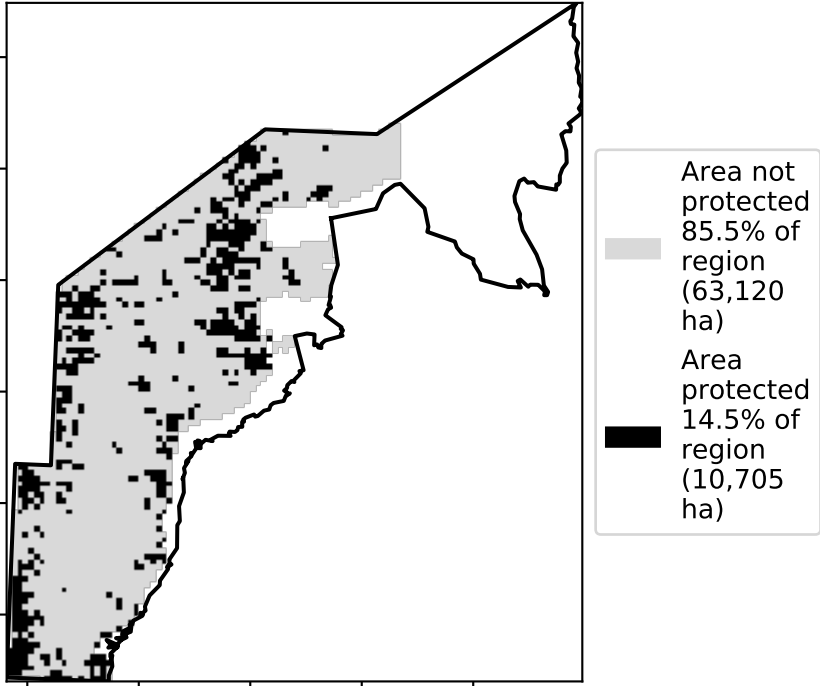 Area not
protected
85.5% of
region
(63,120
ha)
Area
protected
14.5% of
region
(10,705
ha)